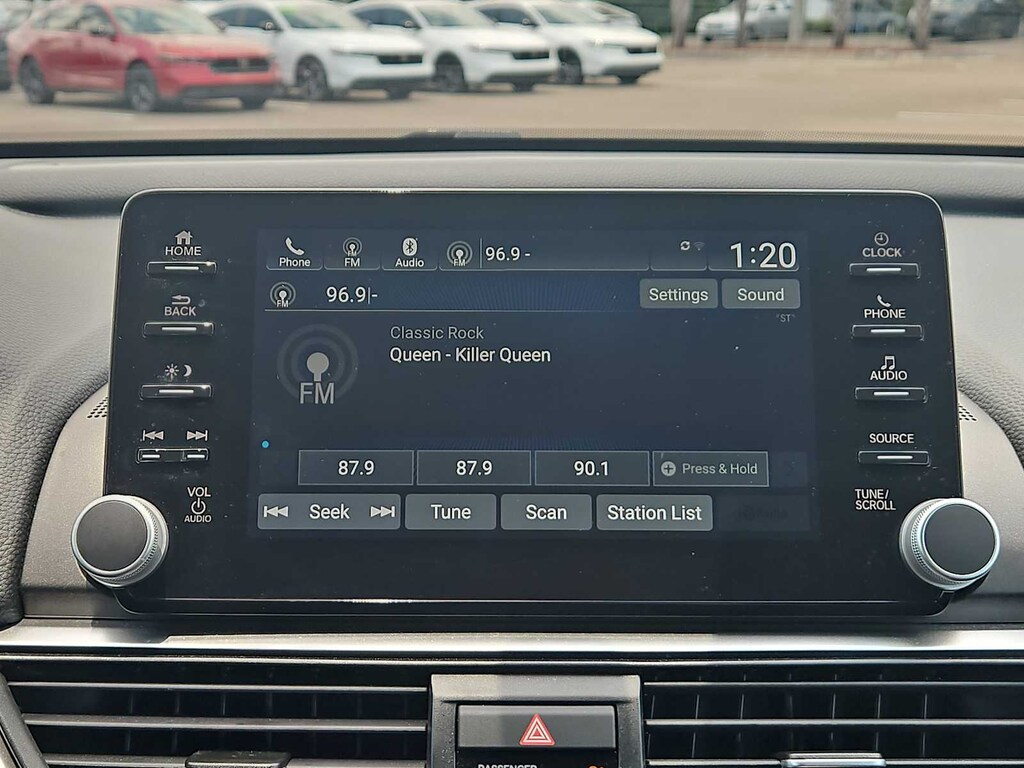 HOME
BACK
VOL
AUDIO
Phone
FM
Audio
FM
96.9 -
1:20
FM
96.9|-
Settings
Sound
"ST"
Classic Rock
Queen - Killer Queen
FM
87.9
87.9
90.1
Press & Hold
Seek
Tune
Scan
Station List
CLOCK
PHONE
AUDIO
SOURCE
TUNE/
SCROLL
PASSENGER